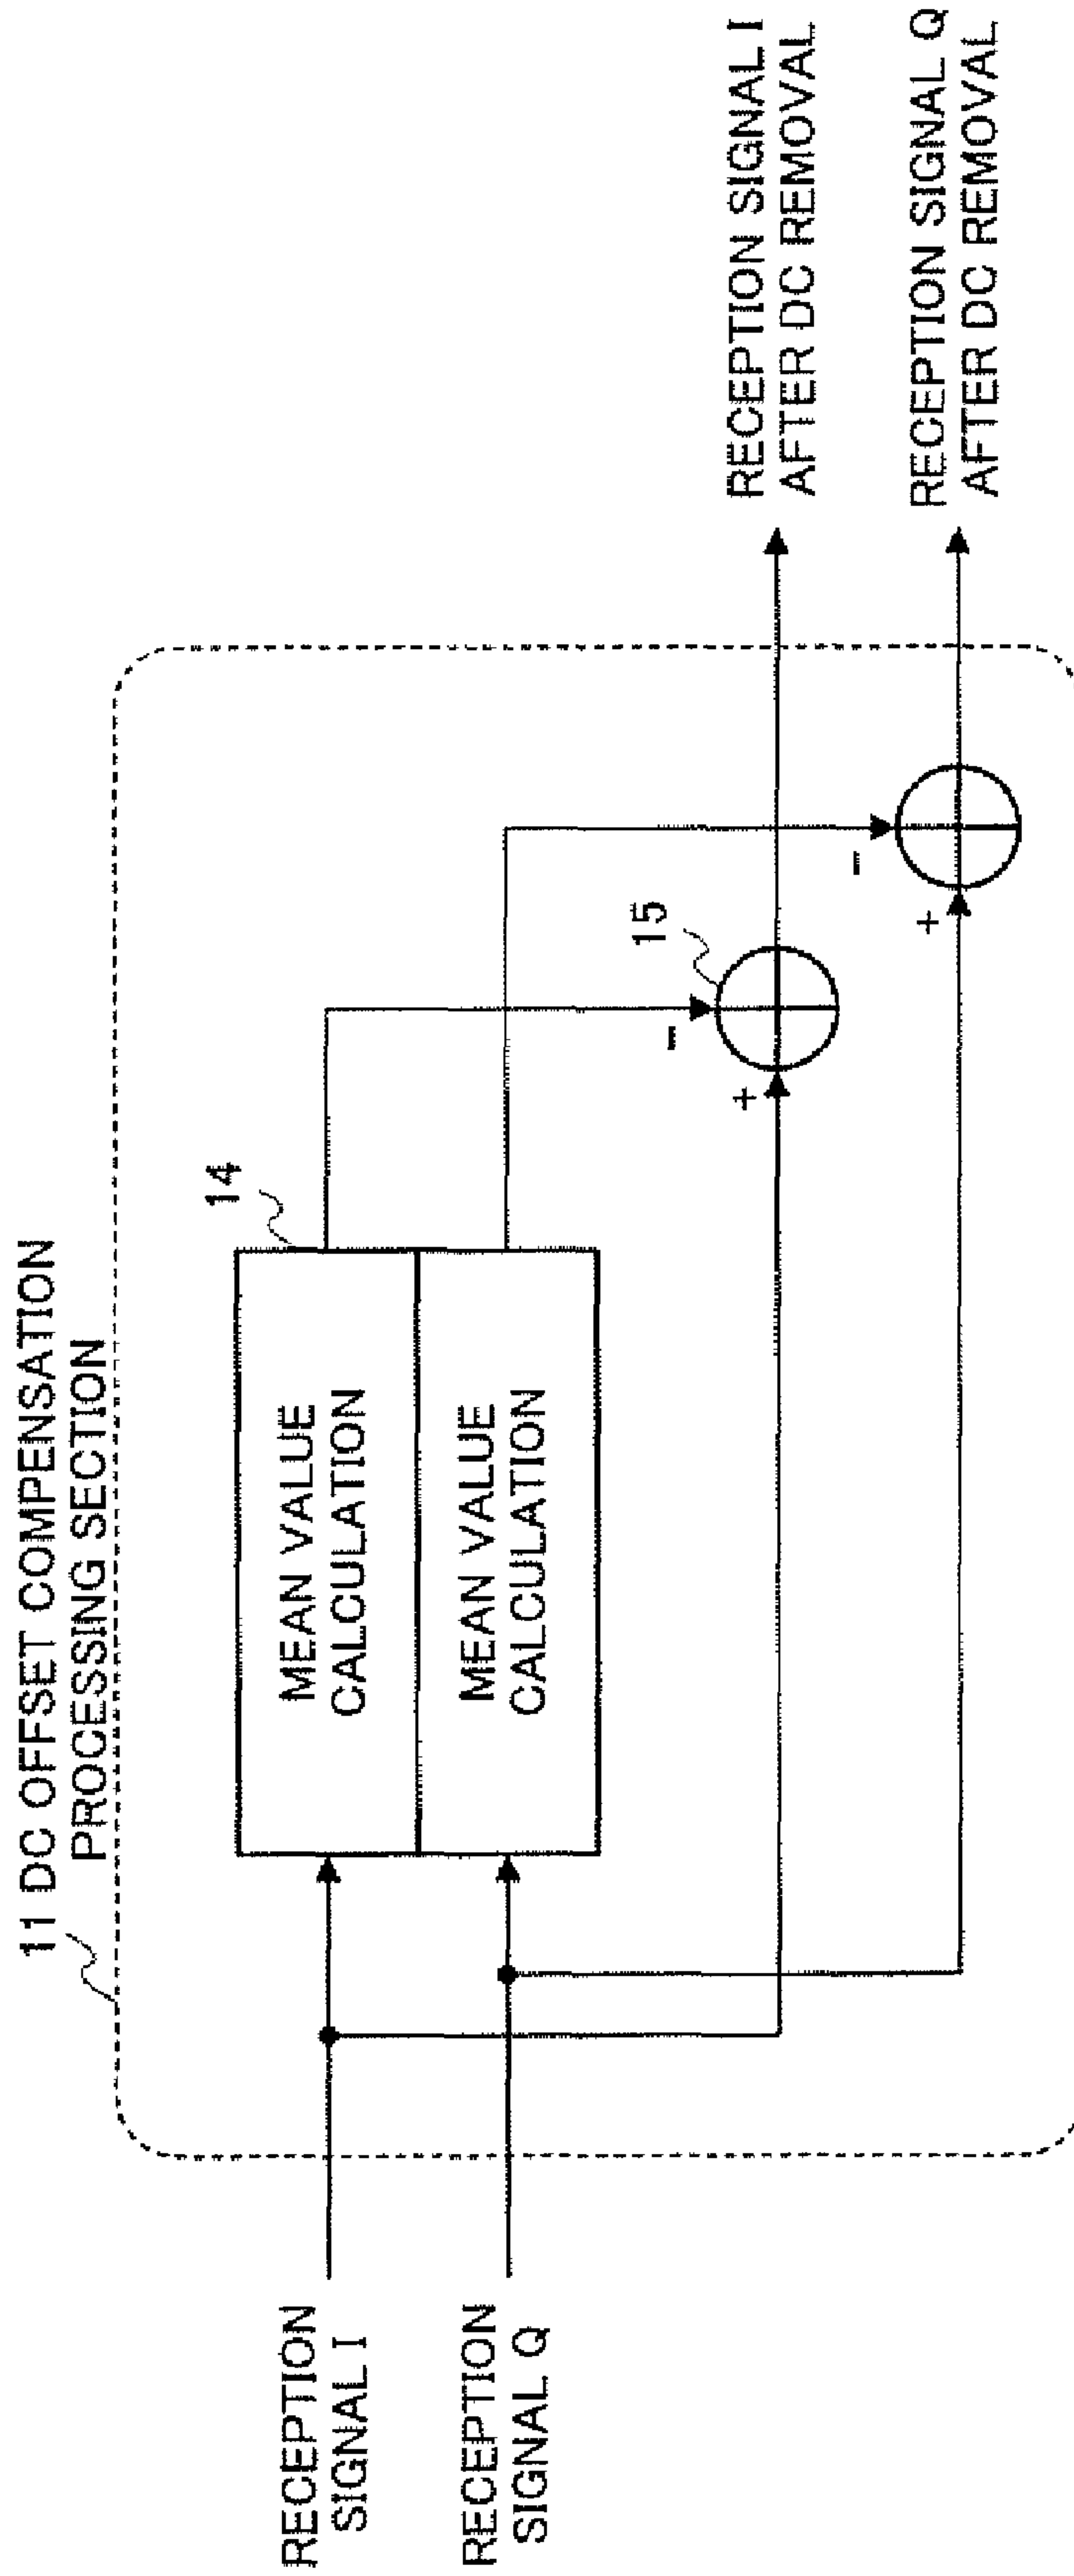 11 DC OFFSET COMPENSATION
PROCESSING SECTION
RECEPTION
SIGNAL I
RECEPTION
SIGNAL Q
MEAN VALUE
CALCULATION
MEAN VALUE
CALCULATION
14
15
-
+
-
+
RECEPTION SIGNAL I
AFTER DC REMOVAL
RECEPTION SIGNAL Q
AFTER DC REMOVAL